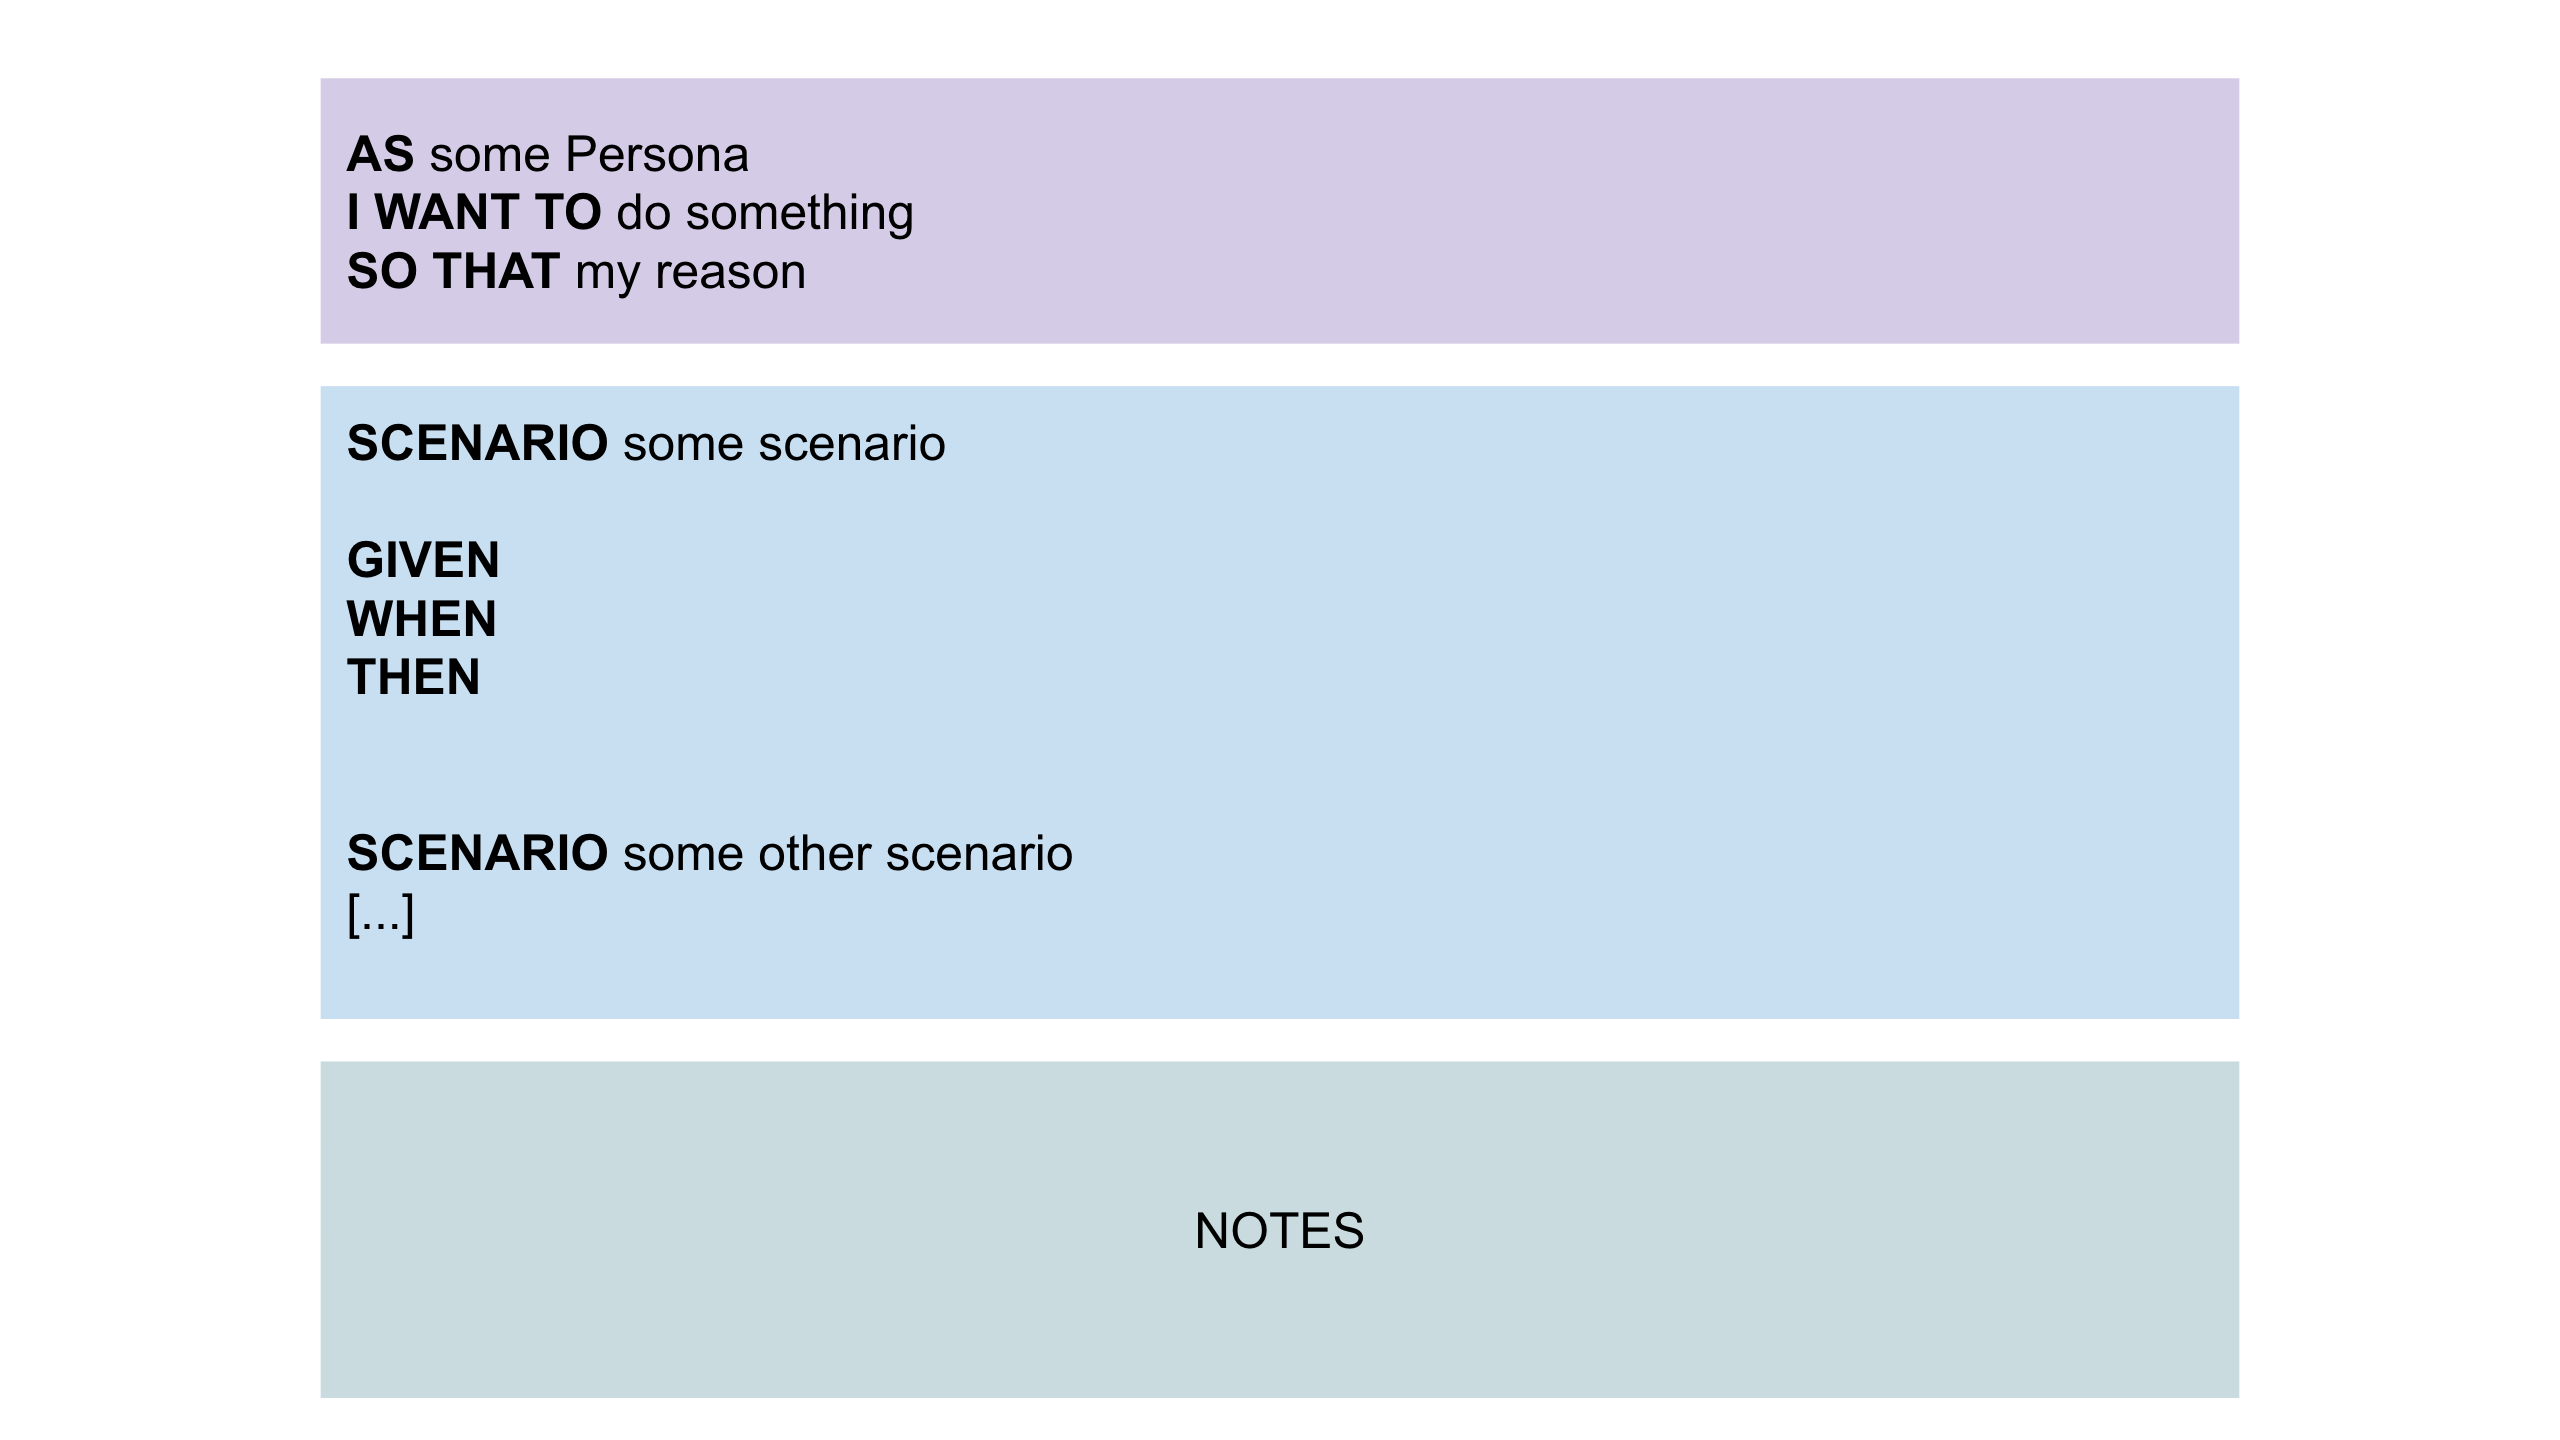 AS some Persona
I WANT TO do something
SO THAT my reason
SCENARIO some scenario
GIVEN
WHEN
THEN
SCENARIO some other scenario
[...]
NOTES